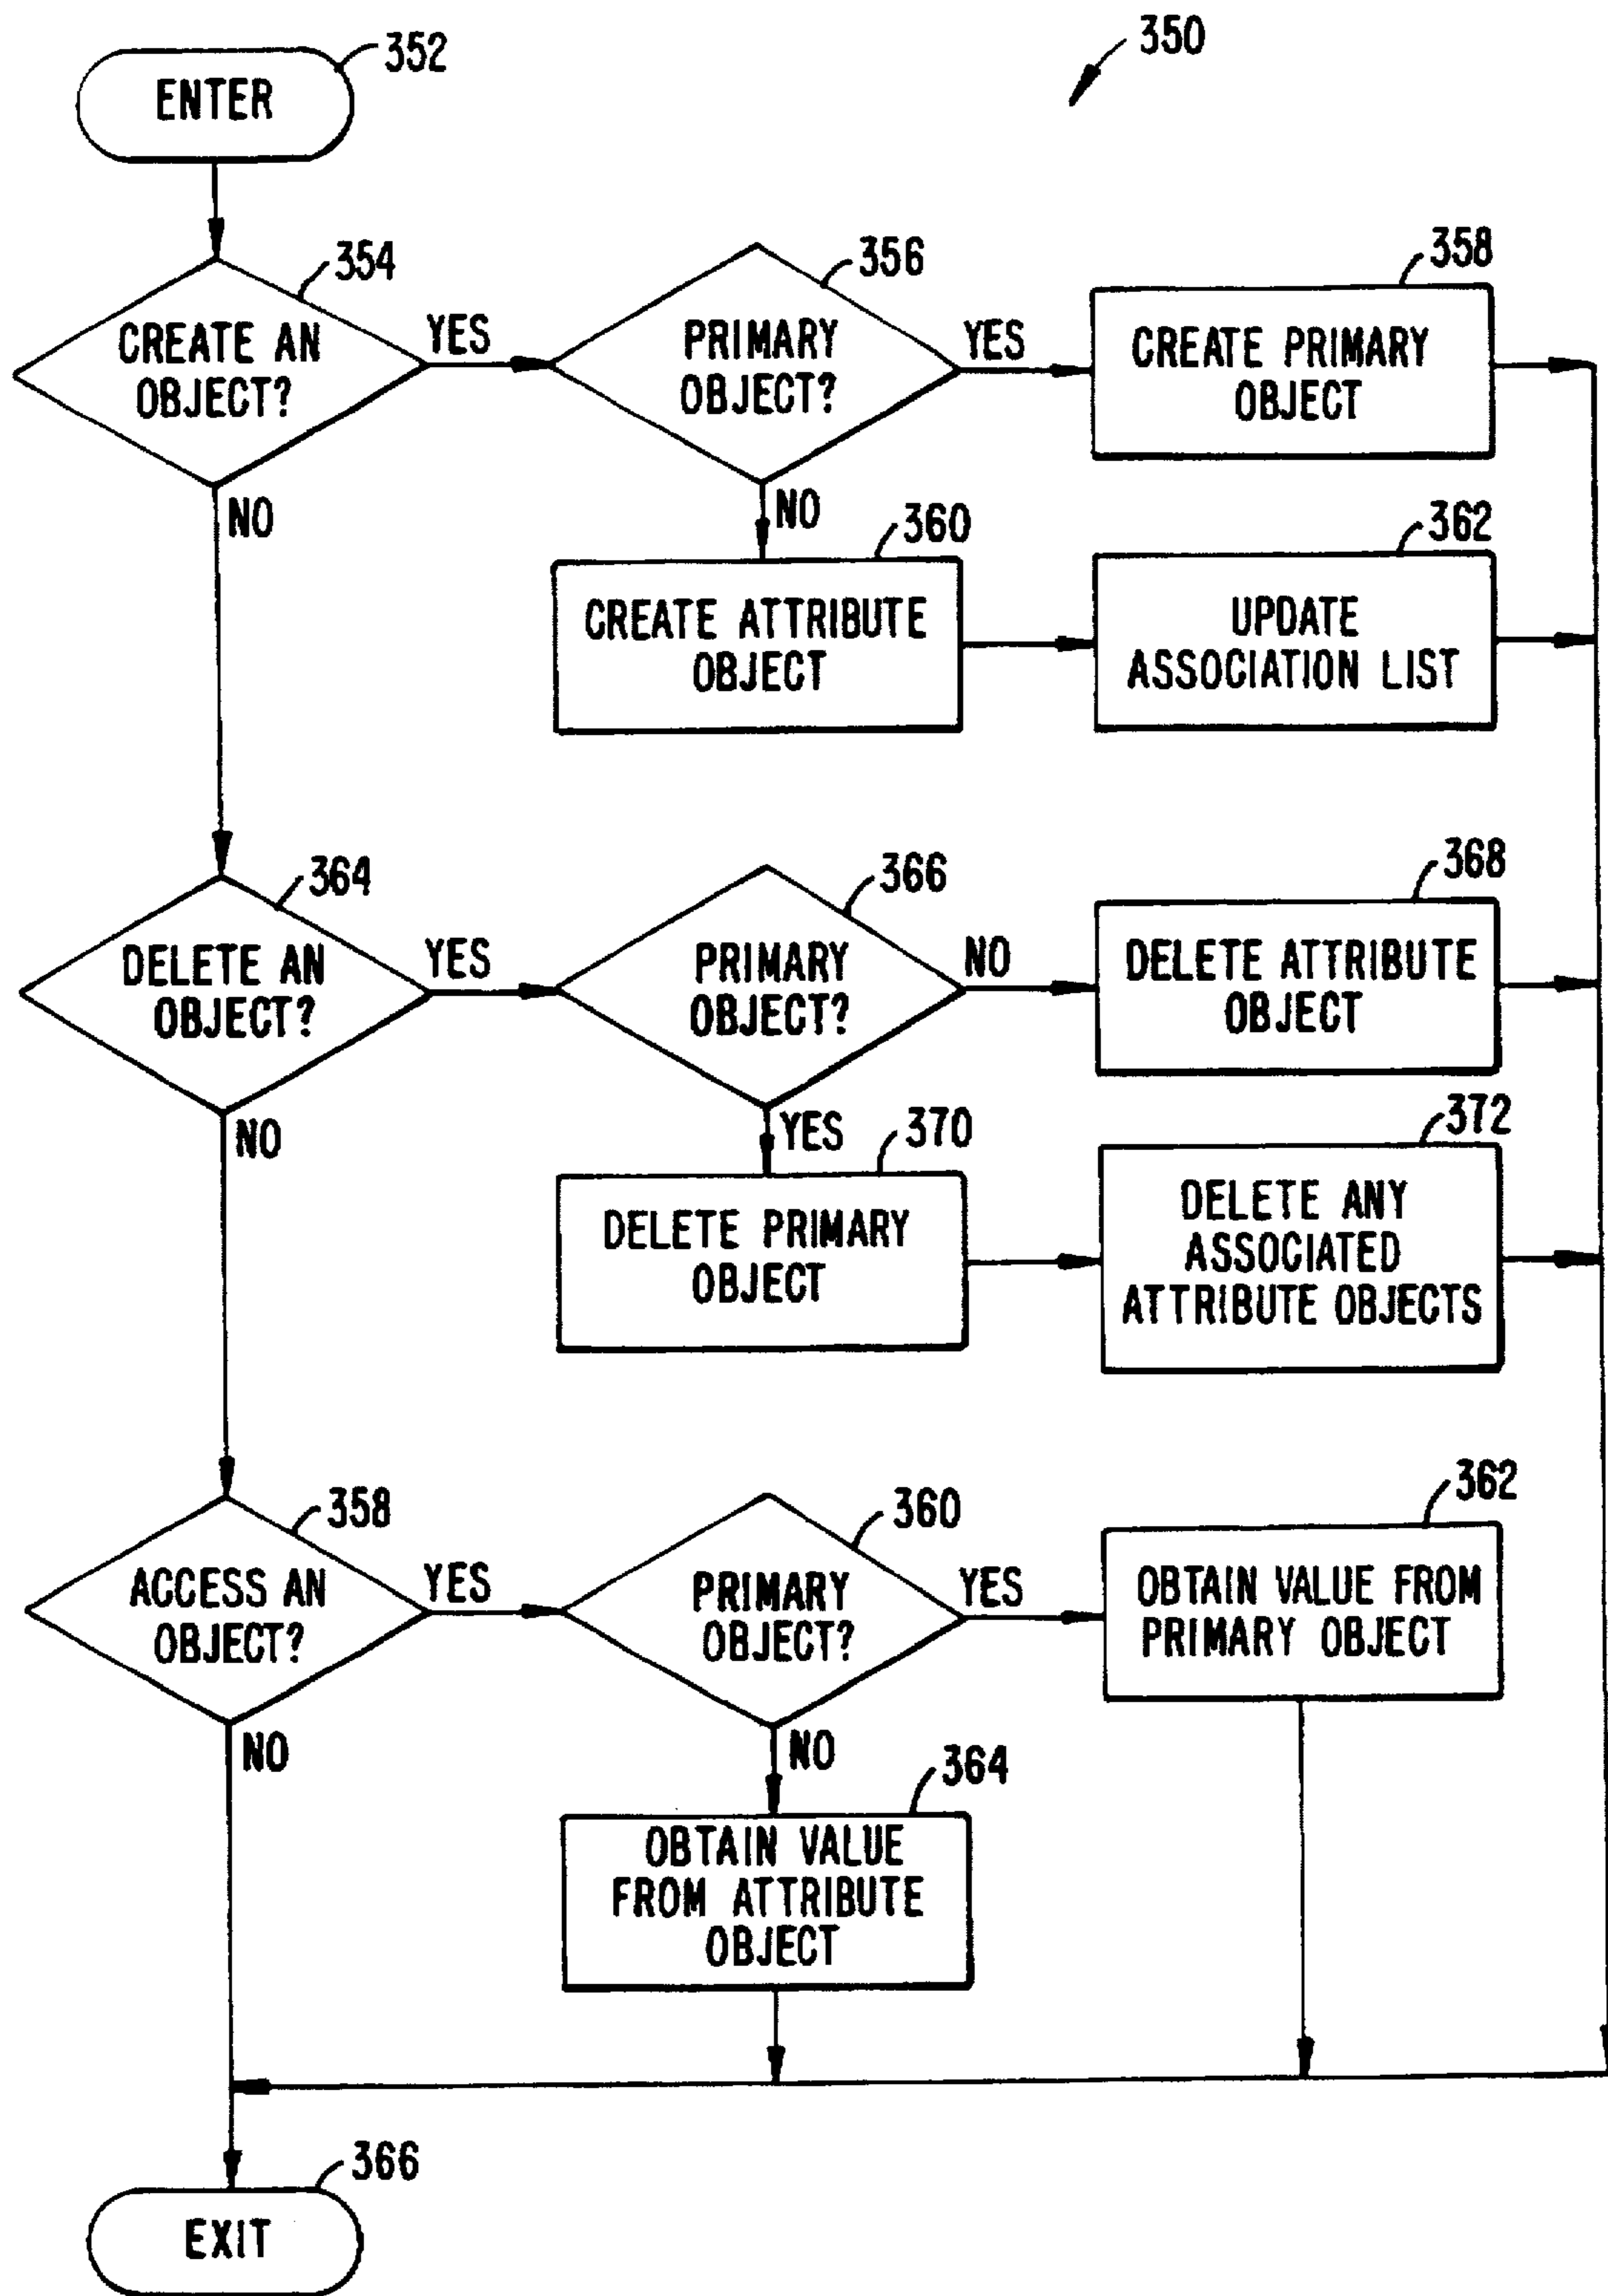 350
352
ENTER
354
CREATE AN
OBJECT?
YES
NO
356
PRIMARY
OBJECT?
YES
NO
358
CREATE PRIMARY
OBJECT
360
CREATE ATTRIBUTE
OBJECT
362
UPDATE
ASSOCIATION LIST
364
DELETE AN
OBJECT?
YES
NO
366
PRIMARY
OBJECT?
NO
YES
368
DELETE ATTRIBUTE
OBJECT
370
DELETE PRIMARY
OBJECT
372
DELETE ANY
ASSOCIATED
ATTRIBUTE OBJECTS
358
ACCESS AN
OBJECT?
YES
NO
360
PRIMARY
OBJECT?
YES
NO
362
OBTAIN VALUE FROM
PRIMARY OBJECT
364
OBTAIN VALUE
FROM ATTRIBUTE
OBJECT
366
EXIT